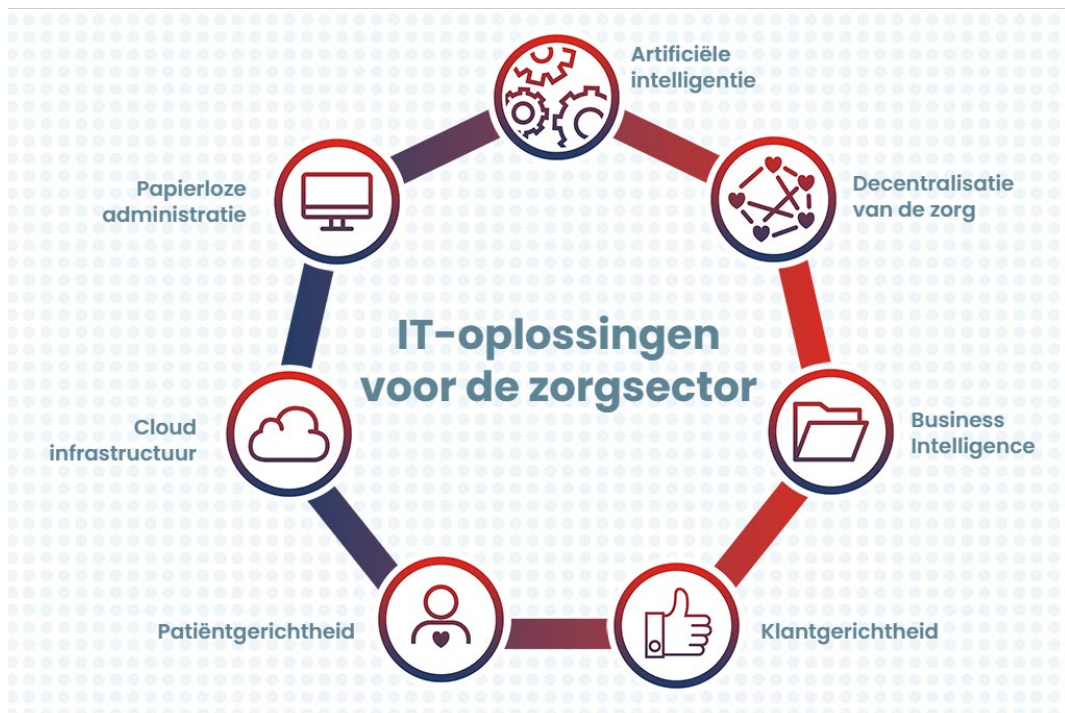 Artificiële
intelligentie
Papierloze
administratie
Decentralisatie
van de zorg
IT-oplossingen
voor de zorgsector
Cloud
infrastructuur
Business
Intelligence
Patiëntgerichtheid
Klantgerichtheid